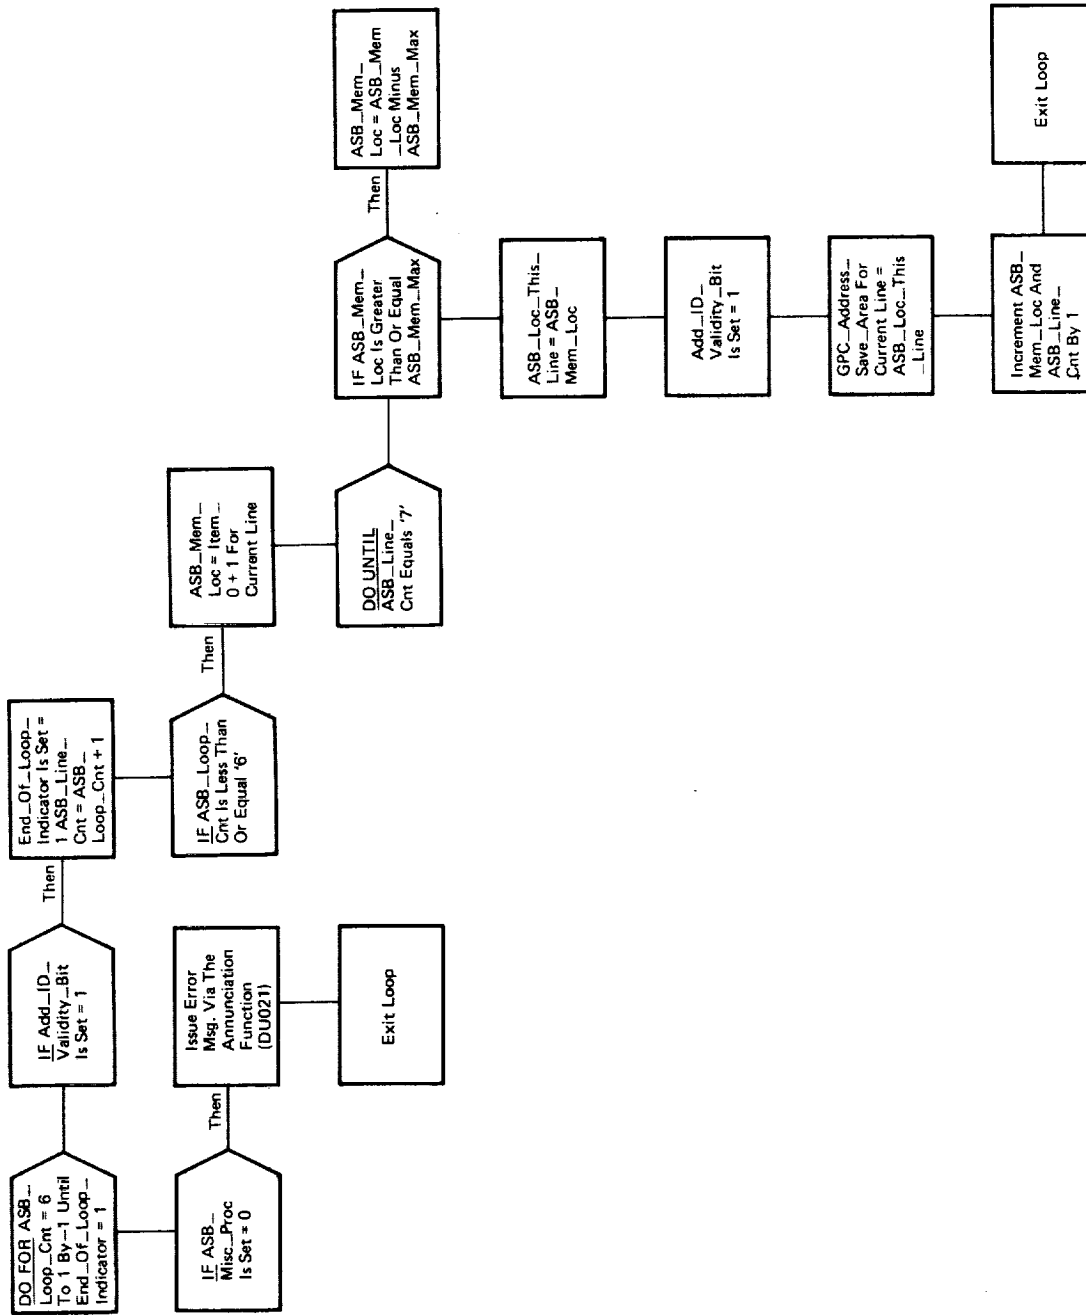 DO FOR ASB_
Loop_Cnt = 6
To 1 By -1 Until
End_Of_Loop_
Indicator = 1
IF Add_ID_
Validity_Bit
Is Set = 1
Then
End_Of_Loop_
Indicator Is Set =
1 ASB_Line_
Cnt = ASB_
Loop_Cnt + 1
IF ASB_Loop_
Cnt Is Less Than
Or Equal '6'
Then
ASB_Mem_
Loc = Item_
0 + 1 For
Current Line
DO UNTIL
ASB_Line_
Cnt Equals '7'
IF ASB_Mem_
Loc Is Greater
Than Or Equal
ASB_Mem_Max
Then
ASB_Mem_
Loc = ASB_Mem
_Loc Minus
ASB_Mem_Max
ASB_Loc_This_
Line = ASB_
Mem_Loc
Add_ID_
Validity_Bit
Is Set = 1
GPC_Address_
Save_Area For
Current Line =
ASB_Loc_This
_Line
Increment ASB_
Mem_Loc And
ASB_Line_
Cnt By 1
Exit Loop
IF ASB_
Misc_Proc
Is Set = 0
Then
Issue Error
Msg. Via The
Annunciation
Function
(DU021)
Exit Loop